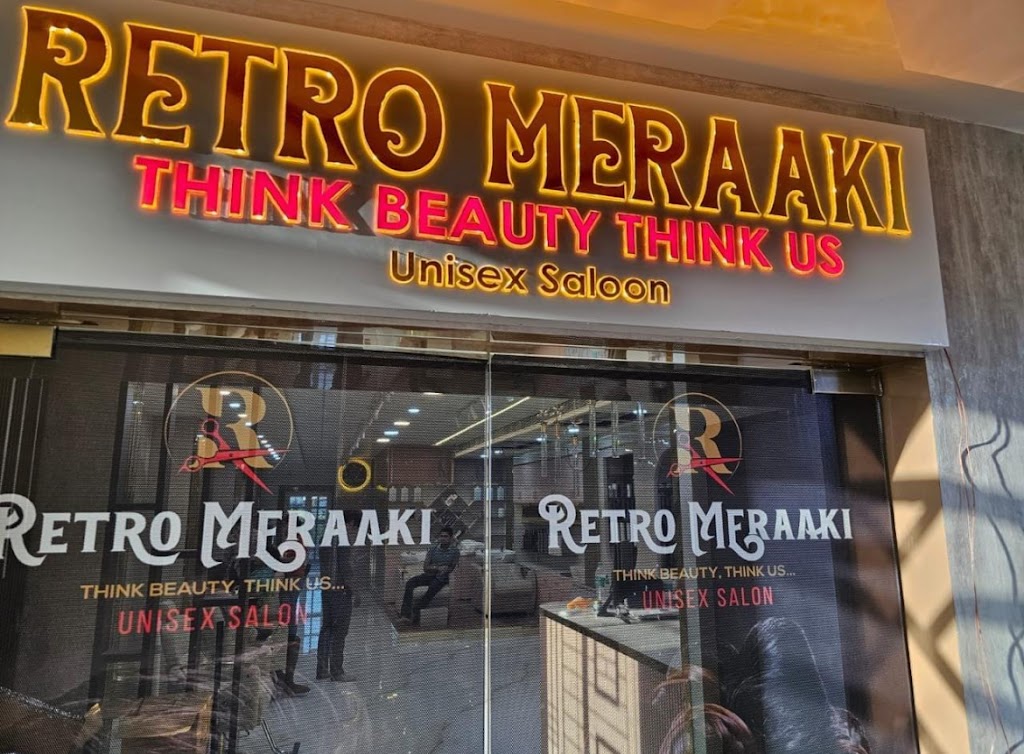 RETRO MERAAKI
THINK BEAUTY THINK US
Unisex Saloon
R
RETRO MERAAKI
THINK BEAUTY, THINK US...
UNISEX SALON
R
RETRO MERAAKI
THINK BEAUTY, THINK US...
UNISEX SALON